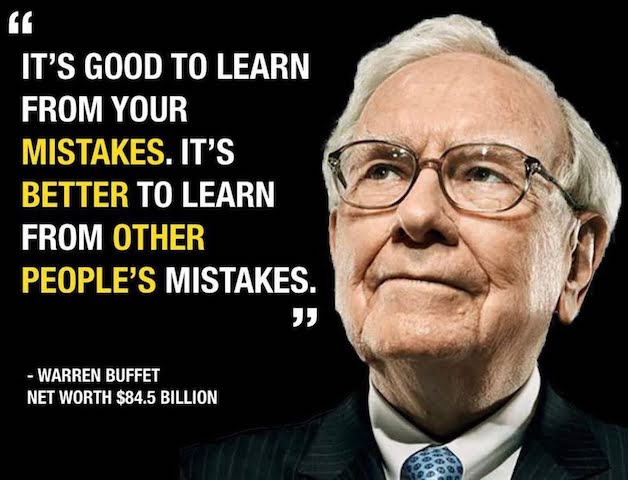 “
IT’S GOOD TO LEARN
FROM YOUR
MISTAKES. IT’S
BETTER TO LEARN
FROM OTHER
PEOPLE’S MISTAKES.
”
- WARREN BUFFET
NET WORTH $84.5 BILLION